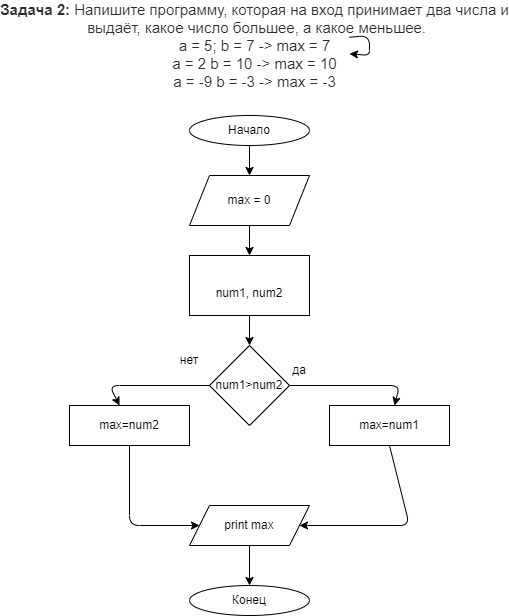 Задача 2: Напишите программу, которая на вход принимает два числа и
выдаёт, какое число большее, а какое меньшее.
a = 5; b = 7 -> max = 7
a = 2 b = 10 -> max = 10
a = -9 b = -3 -> max = -3
Начало
max = 0
num1, num2
нет
да
num1>num2
max=num2
max=num1
print max
Конец